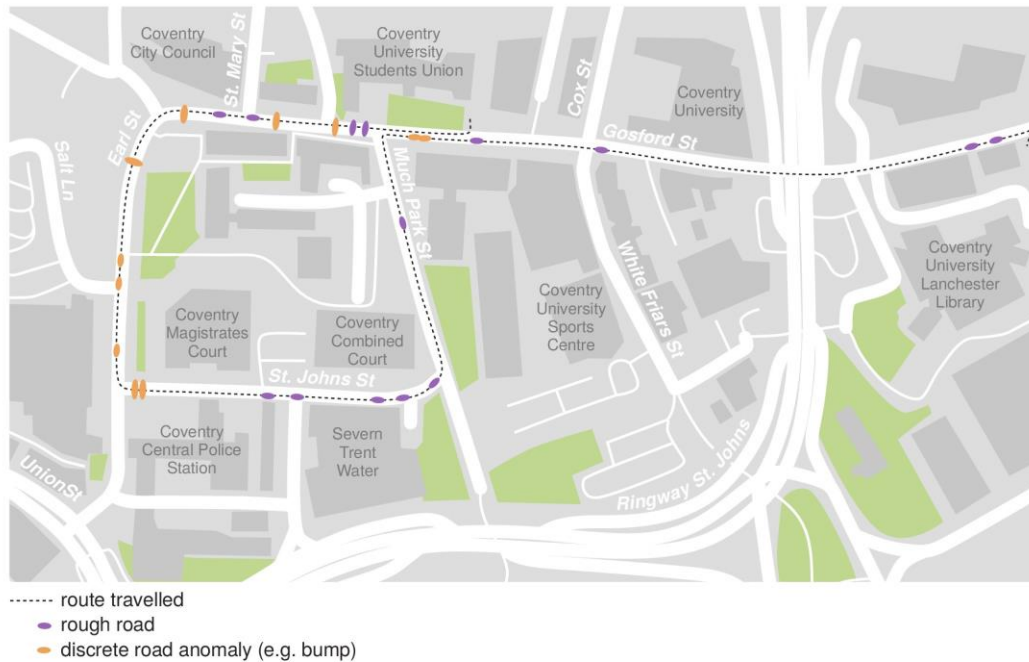 Coventry
City Council
St. Mary St
Coventry
University
Students Union
Cox St
Coventry
University
Earl St
Gosford St
Salt Ln
Much Park St
White Friars St
Coventry
University
Lanchester
Library
Coventry
Magistrates
Court
Coventry
Combined
Court
Coventry
University
Sports
Centre
St. Johns St
Coventry
Central Police
Station
Severn
Trent
Water
UnionSt
Ringway St. Johns
route travelled
rough road
discrete road anomaly (e.g. bump)